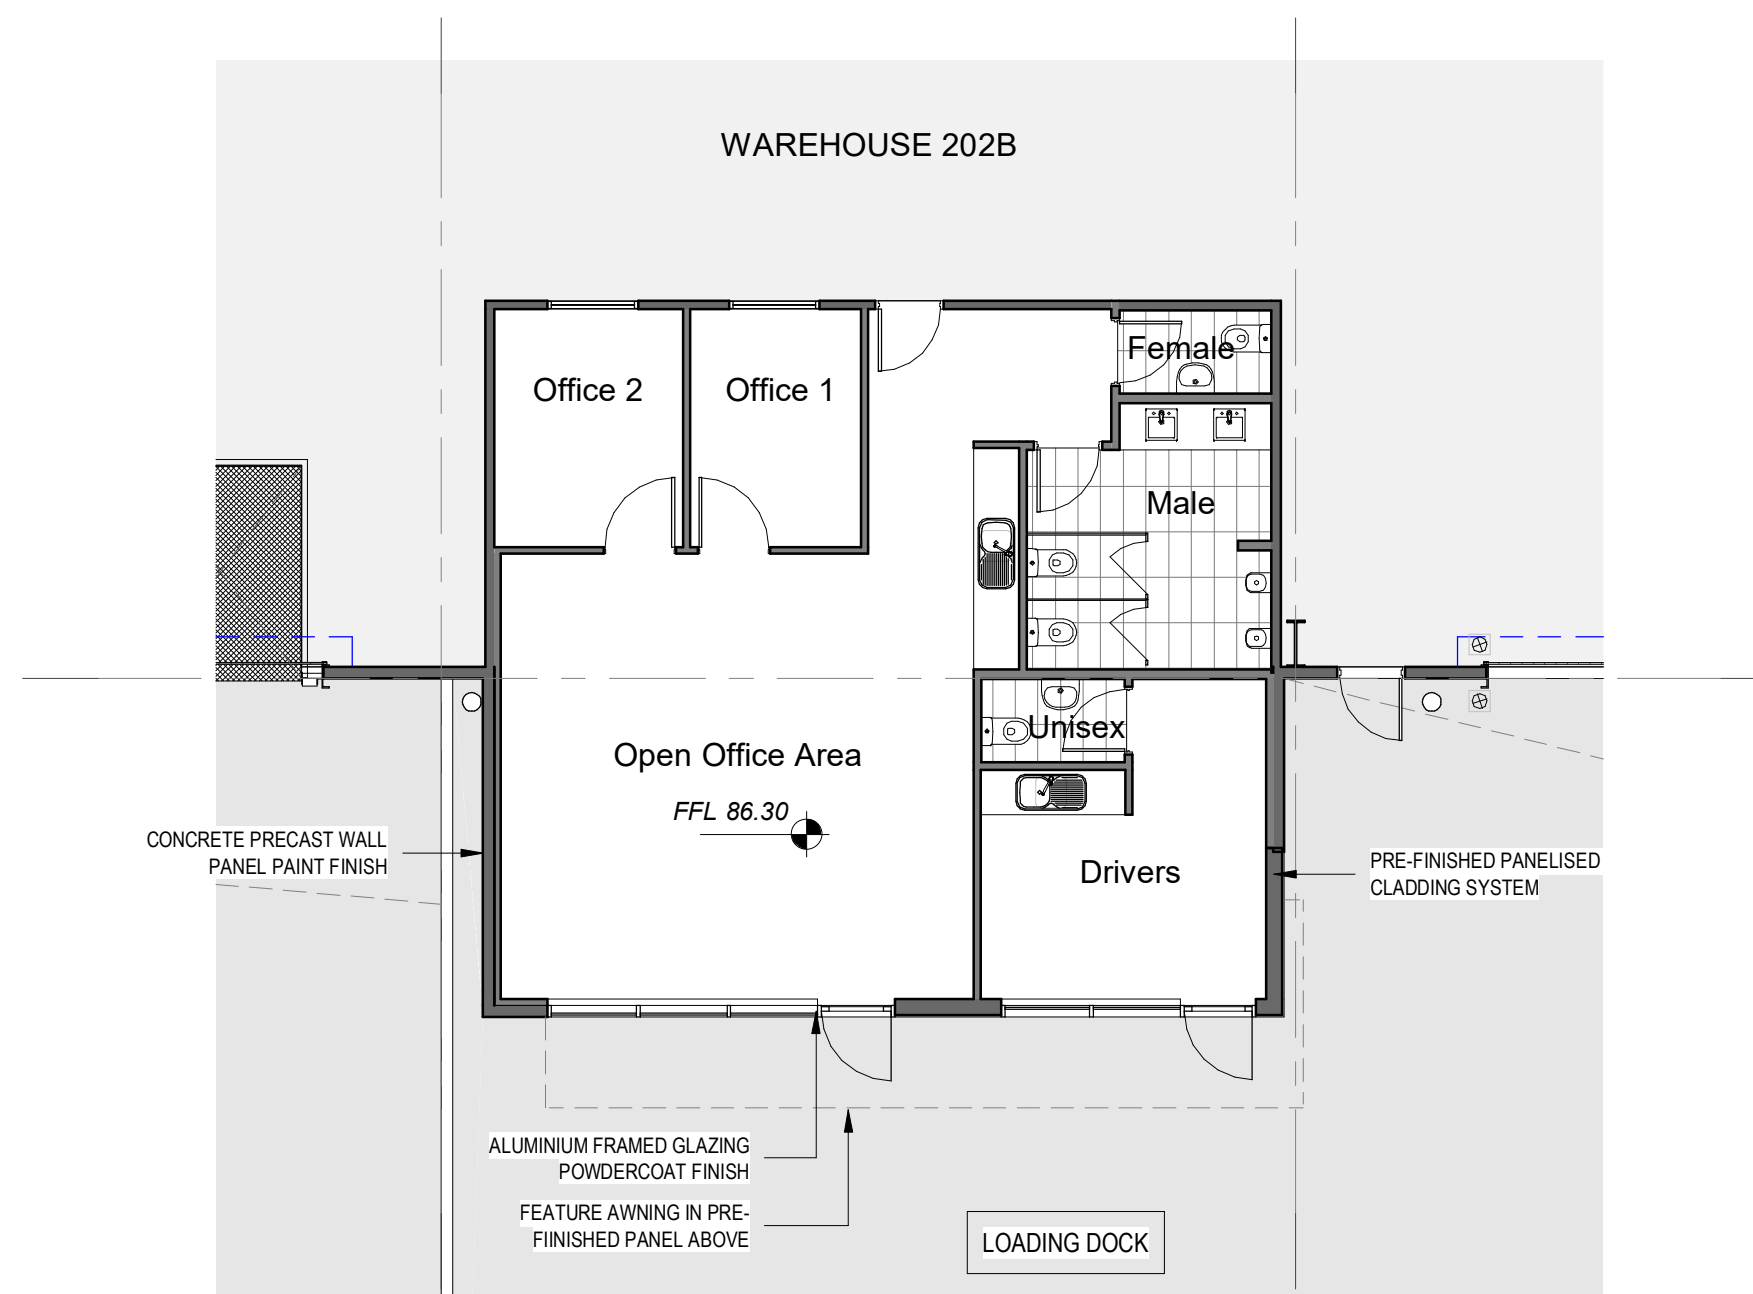 WAREHOUSE 202B
Female
Office 2
Office 1
Male
Unisex
Open Office Area
FFL 86.30
CONCRETE PRECAST WALL
PANEL PAINT FINISH
Drivers
PRE-FINISHED PANELISED
CLADDING SYSTEM
ALUMINIUM FRAMED GLAZING
POWDERCOAT FINISH
FEATURE AWNING IN PRE-
FIINISHED PANEL ABOVE
LOADING DOCK